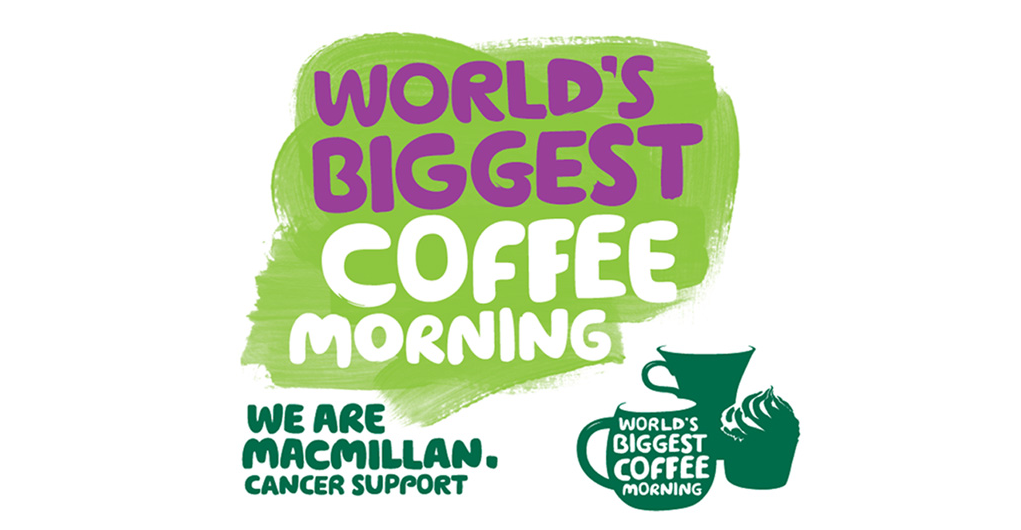 WORLD'S
BIGGEST
COFFEE
MORNING
WE ARE
MACMILLAN.
CANCER SUPPORT
WORLD'S
BIGGEST
COFFEE
MORNING